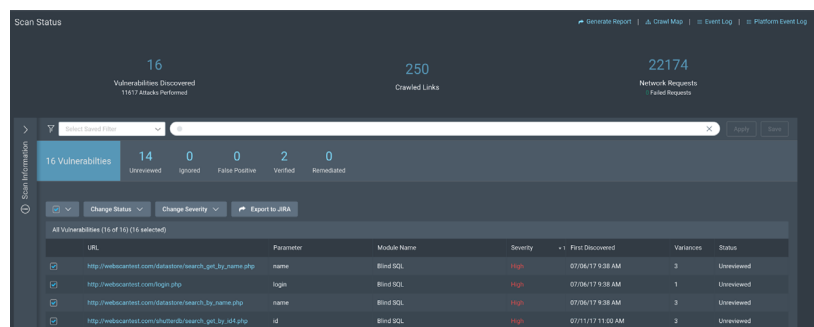 Scan Status
Generate Report | Crawl Map | Event Log | Platform Event Log
16
Vulnerabilities Discovered
11617 Attacks Performed
250
Crawled Links
22174
Network Requests
Failed Requests
Scan Information
Select Saved Filter
Apply
Save
16 Vulnerabilties
14
Unreviewed
0
Ignored
0
False Positive
2
Verified
0
Remediated
Change Status
Change Severity
Export to JIRA
All Vulnerabilities (16 of 16) (16 selected)
URL Parameter Module Name Severity 1 First Discovered Variances Status
http://webscantest.com/datastore/search_get_by_name.php name Blind SQL High 07/06/17 9:38 AM 3 Unreviewed
http://webscantest.com/login.php login Blind SQL High 07/06/17 9:38 AM 1 Unreviewed
http://webscantest.com/datastore/search_by_name.php name Blind SQL High 07/06/17 9:38 AM 3 Unreviewed
http://webscantest.com/shutterdb/search_get_by_id4.php id Blind SQL High 07/11/17 11:00 AM 3 Unreviewed